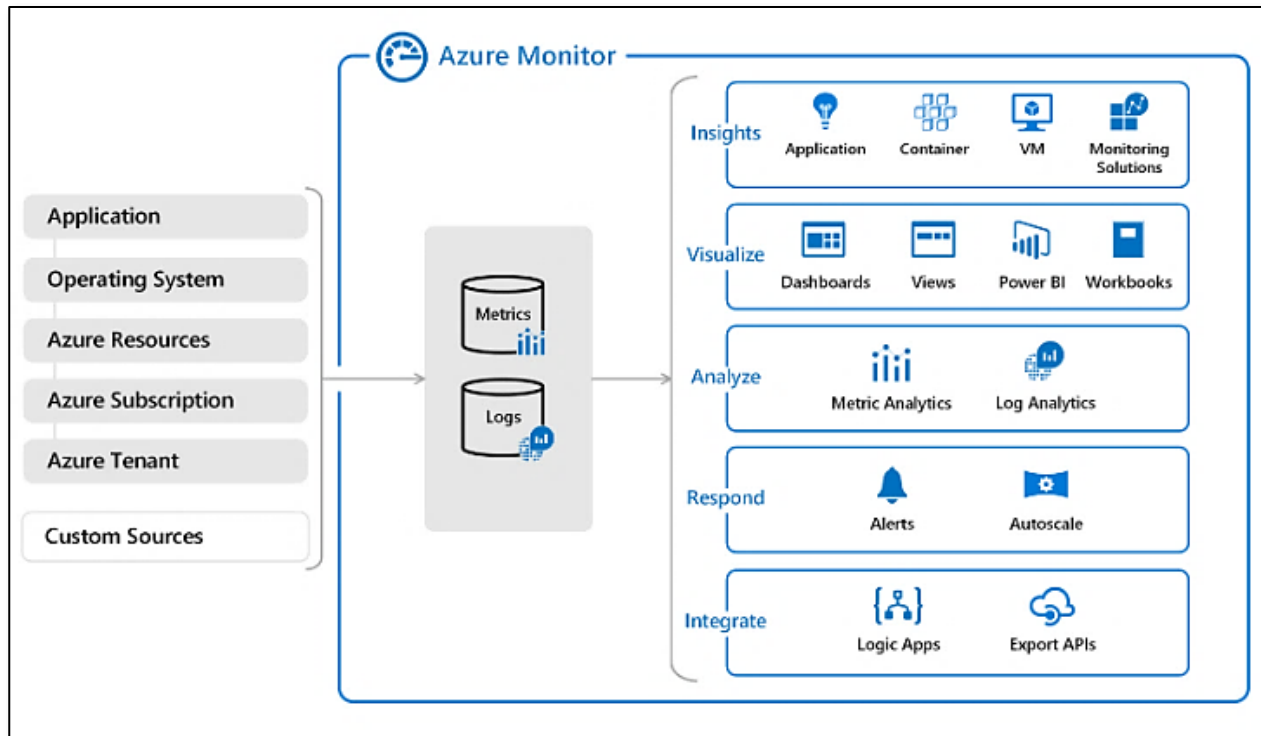 Azure Monitor
Application
Operating System
Azure Resources
Azure Subscription
Azure Tenant
Custom Sources
Metrics
Logs
Insights
Application
Container
VM
Monitoring
Solutions
Visualize
Dashboards
Views
Power BI
Workbooks
Analyze
Metric Analytics
Log Analytics
Respond
Alerts
Autoscale
Integrate
Logic Apps
Export APIs